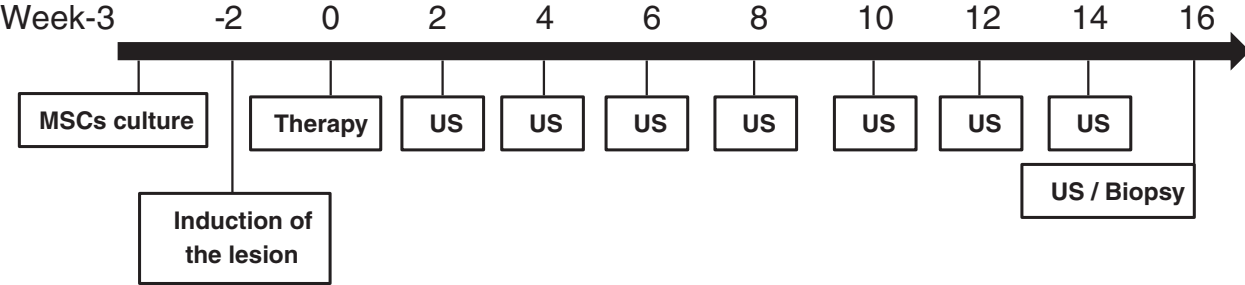 Week-3 -2 0 2 4 6 8 10 12 14 16
MSCs culture Therapy US US US US US US US
US / Biopsy
Induction of
the lesion